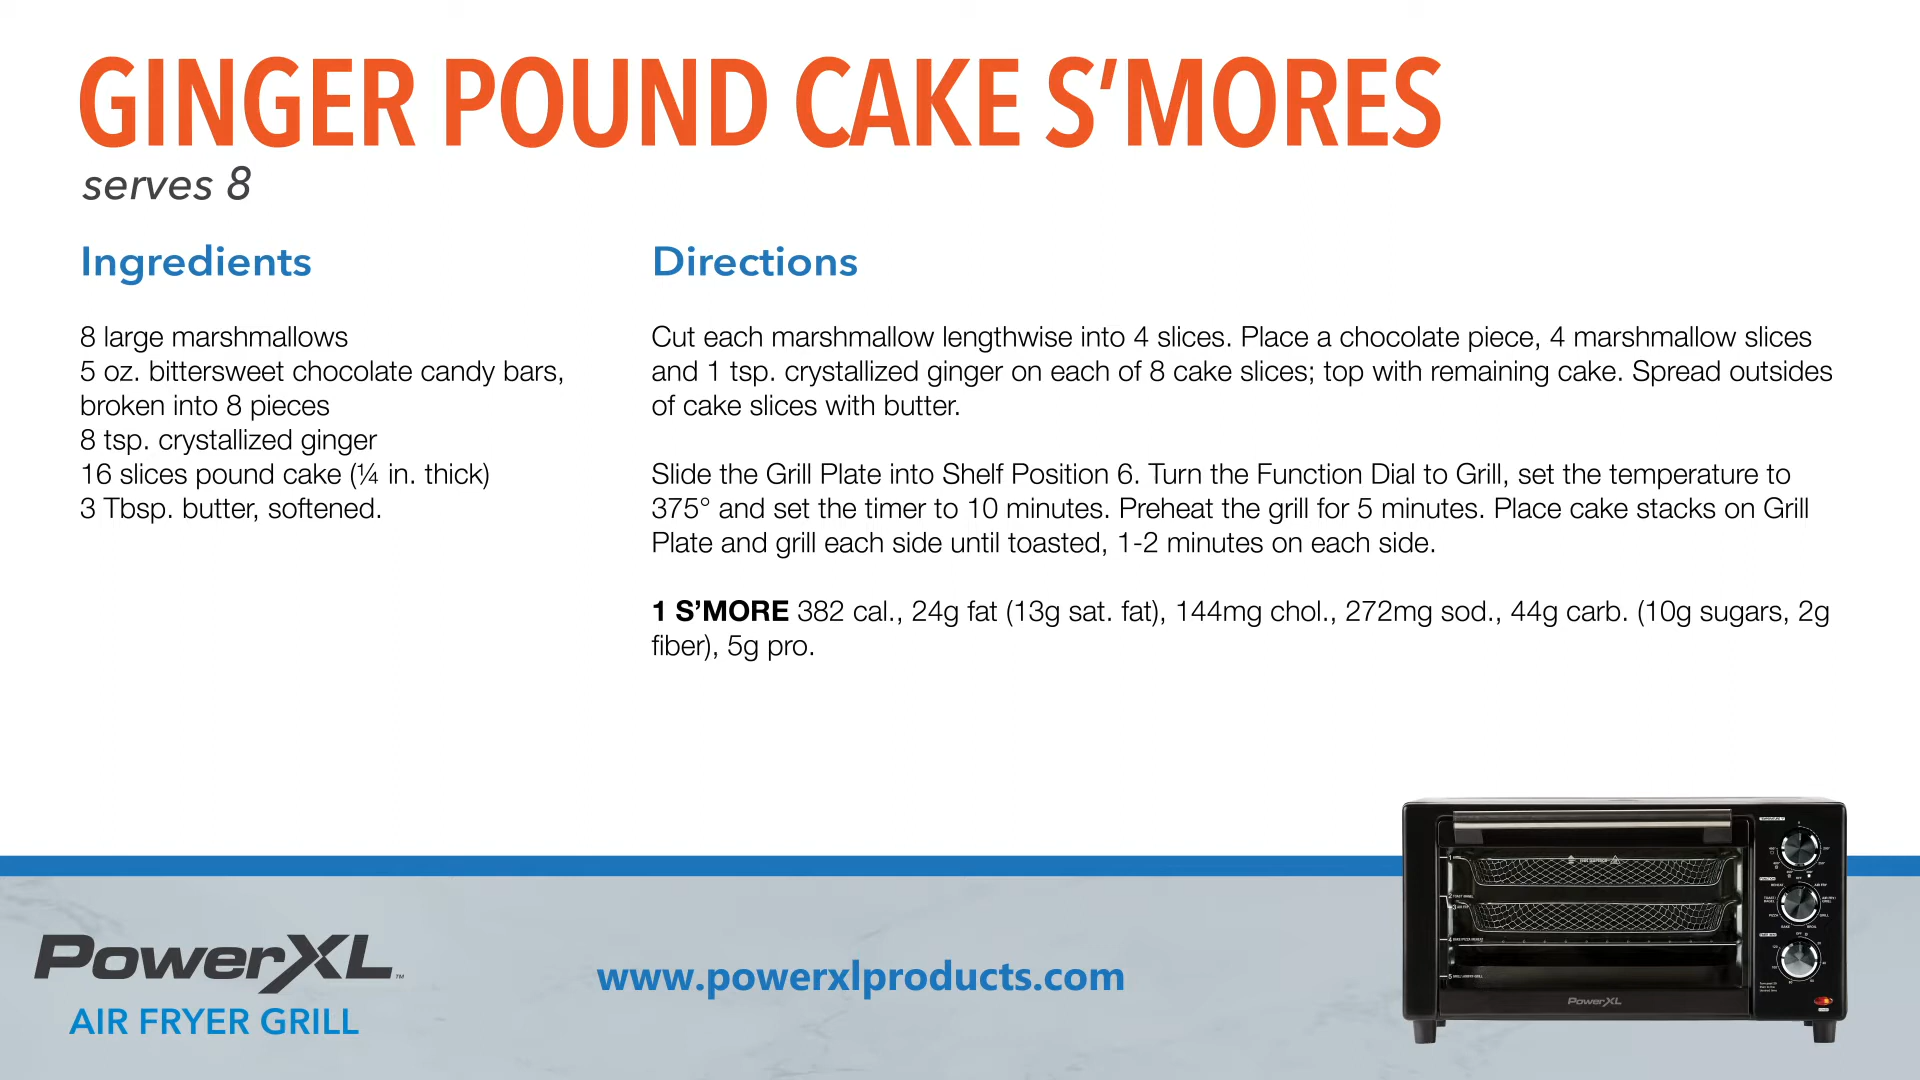 GINGER POUND CAKE S’MORES
serves 8
Ingredients
8 large marshmallows
5 oz. bittersweet chocolate candy bars,
broken into 8 pieces
8 tsp. crystallized ginger
16 slices pound cake (¼ in. thick)
3 Tbsp. butter, softened.
Directions
Cut each marshmallow lengthwise into 4 slices. Place a chocolate piece, 4 marshmallow slices
and 1 tsp. crystallized ginger on each of 8 cake slices; top with remaining cake. Spread outsides
of cake slices with butter.
Slide the Grill Plate into Shelf Position 6. Turn the Function Dial to Grill, set the temperature to
375° and set the timer to 10 minutes. Preheat the grill for 5 minutes. Place cake stacks on Grill
Plate and grill each side until toasted, 1-2 minutes on each side.
1 S’MORE 382 cal., 24g fat (13g sat. fat), 144mg chol., 272mg sod., 44g carb. (10g sugars, 2g
fiber), 5g pro.
PowerXL™
AIR FRYER GRILL
www.powerxlproducts.com
PowerXL